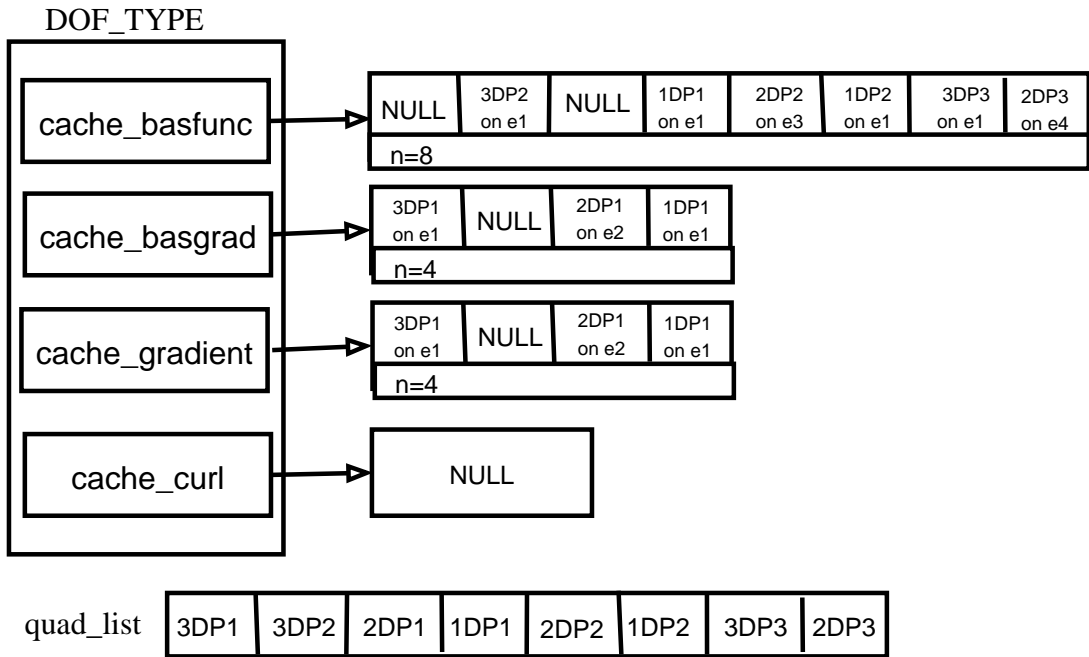 DOF_TYPE
cache_basfunc
NULL
3DP2
on e1
NULL
1DP1
on e1
2DP2
on e3
1DP2
on e1
3DP3
on e1
2DP3
on e4
n=8
cache_basgrad
3DP1
on e1
NULL
2DP1
on e2
1DP1
on e1
n=4
cache_gradient
3DP1
on e1
NULL
2DP1
on e2
1DP1
on e1
n=4
cache_curl
NULL
quad_list
3DP1
3DP2
2DP1
1DP1
2DP2
1DP2
3DP3
2DP3